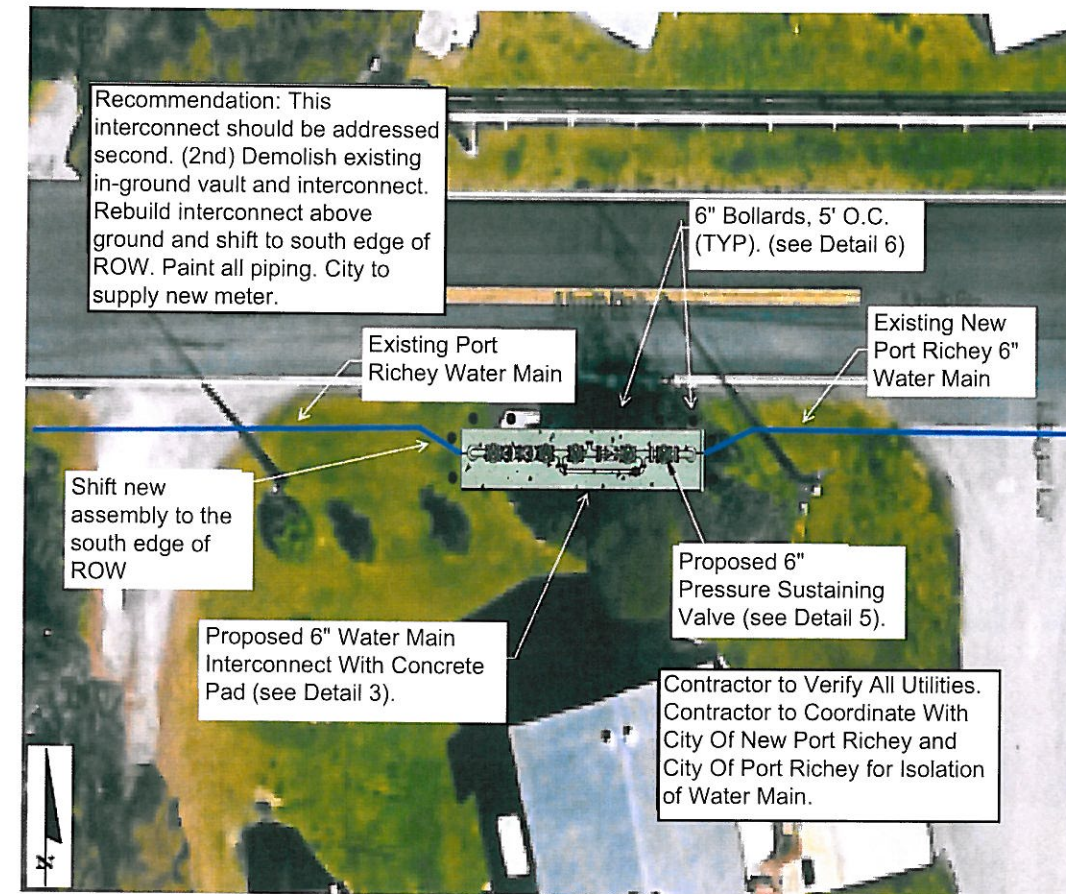 Recommendation: This
interconnect should be addressed
second. (2nd) Demolish existing
in-ground vault and interconnect.
Rebuild interconnect above
ground and shift to south edge of
ROW. Paint all piping. City to
supply new meter.
6" Bollards, 5' O.C.
(TYP). (see Detail 6)
Existing Port
Richey Water Main
Existing New
Port Richey 6"
Water Main
Shift new
assembly to the
south edge of
ROW
Proposed 6"
Pressure Sustaining
Valve (see Detail 5).
Proposed 6" Water Main
Interconnect With Concrete
Pad (see Detail 3).
Contractor to Verify All Utilities.
Contractor to Coordinate With
City Of New Port Richey and
City Of Port Richey for Isolation
of Water Main.